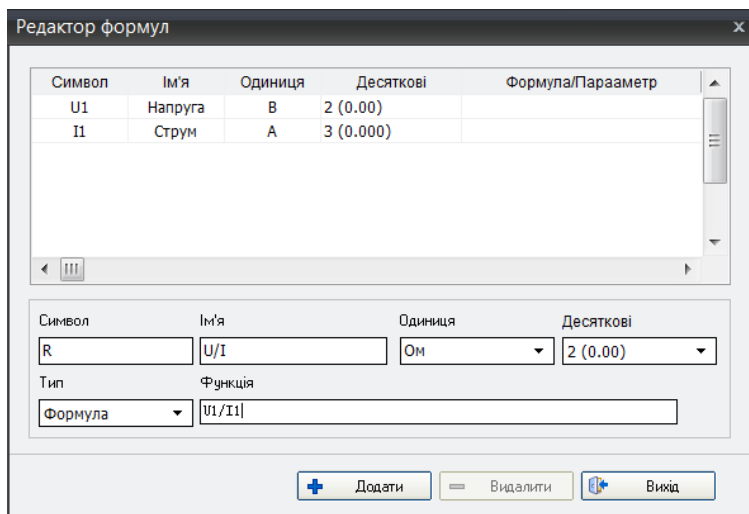 Редактор формул x
Символ Ім'я Одиниця Десяткові Формула/Парааметр
U1 Напруга В 2 (0.00)
I1 Струм А 3 (0.000)
Символ Ім'я Одиниця Десяткові
R U/I Ом 2 (0.00)
Тип Функція
Формула U1/I1
Додати Видалити Вихід